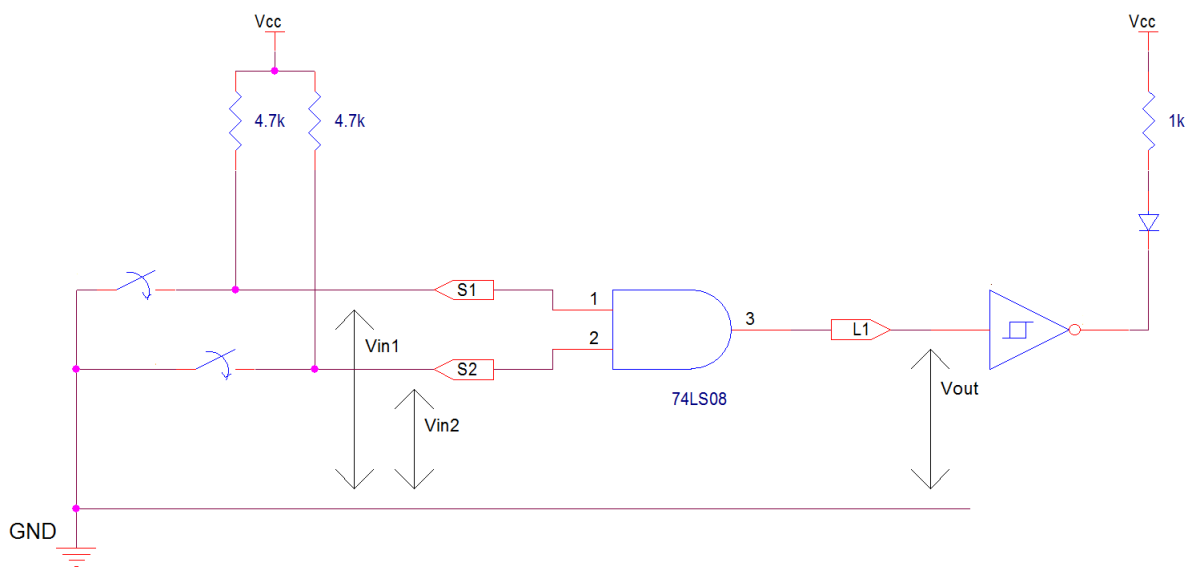 Vcc
Vcc
4.7k
4.7k
1k
S1
1
3
L1
Vin1
2
S2
Vout
74LS08
Vin2
GND